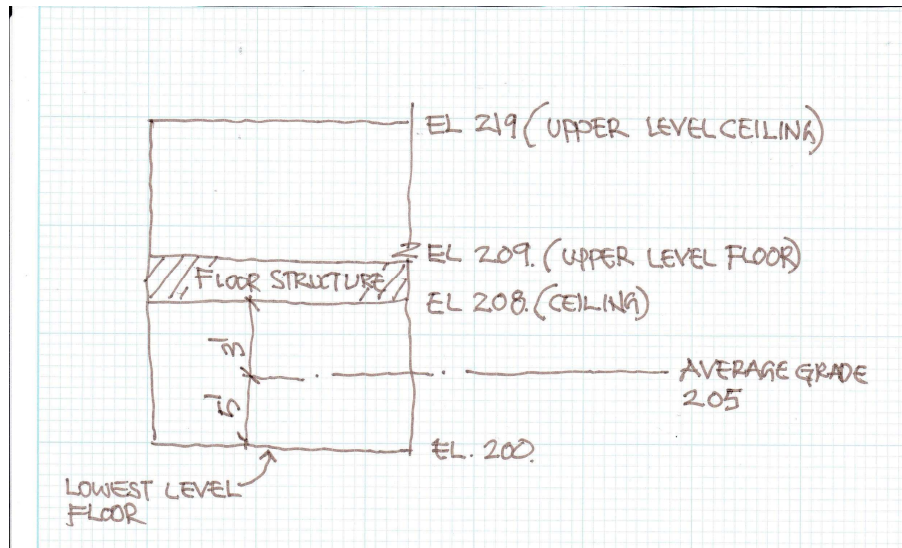 EL 219 (UPPER LEVEL CEILING)
EL 209. (UPPER LEVEL FLOOR)
FLOOR STRUCTURE
EL 208. (CEILING)
3'
AVERAGE GRADE
205
5'
EL. 200.
LOWEST LEVEL
FLOOR